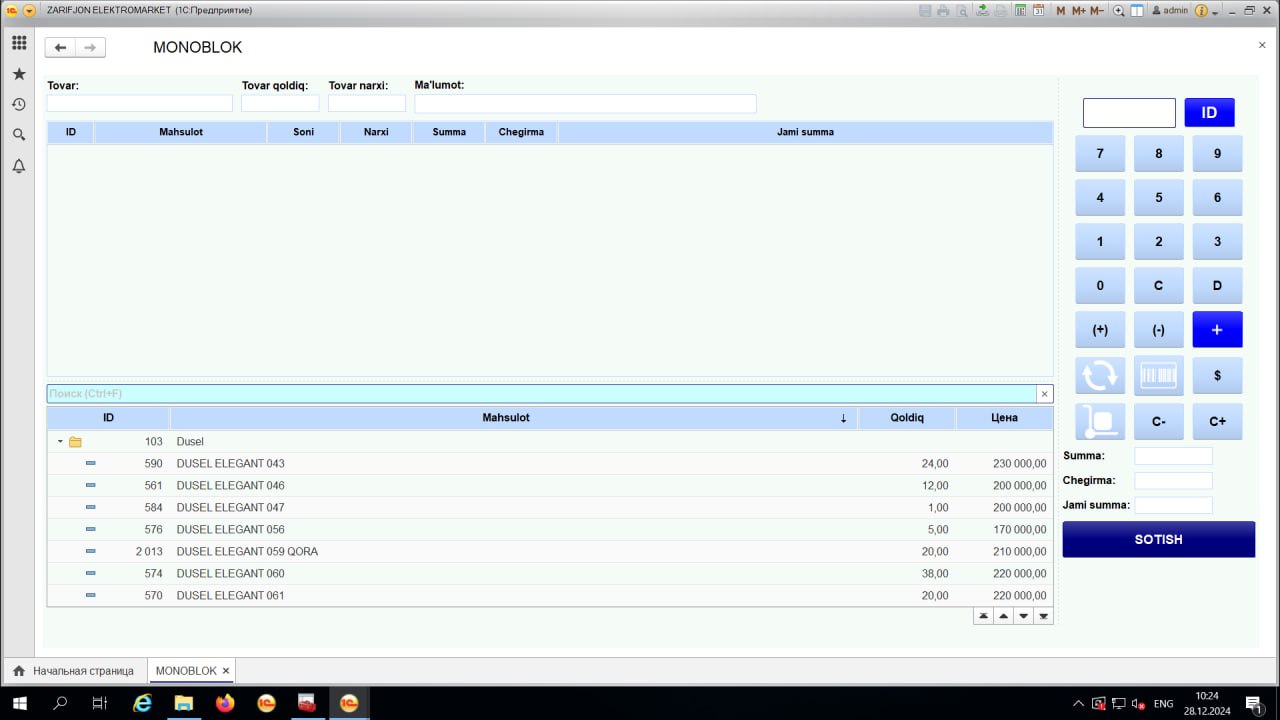 ZARIFJON ELEKTROMARKET (1С:Предприятие)
M M+ M- admin
MONOBLOK
Tovar: Tovar qoldiq: Tovar narxi: Ma'lumot:
ID
ID Mahsulot Soni Narxi Summa Chegirma Jami summa
7 8 9
4 5 6
1 2 3
0 C D
(+) (-) +
$
C- C+
Поиск (Ctrl+F)
ID Mahsulot Qoldiq Цена
103 Dusel
590 DUSEL ELEGANT 043 24,00 230 000,00
561 DUSEL ELEGANT 046 12,00 200 000,00
584 DUSEL ELEGANT 047 1,00 200 000,00
576 DUSEL ELEGANT 056 5,00 170 000,00
2 013 DUSEL ELEGANT 059 QORA 20,00 210 000,00
574 DUSEL ELEGANT 060 38,00 220 000,00
570 DUSEL ELEGANT 061 20,00 220 000,00
Summa:
Chegirma:
Jami summa:
SOTISH
Начальная страница MONOBLOK
ENG
10:24
28.12.2024
1